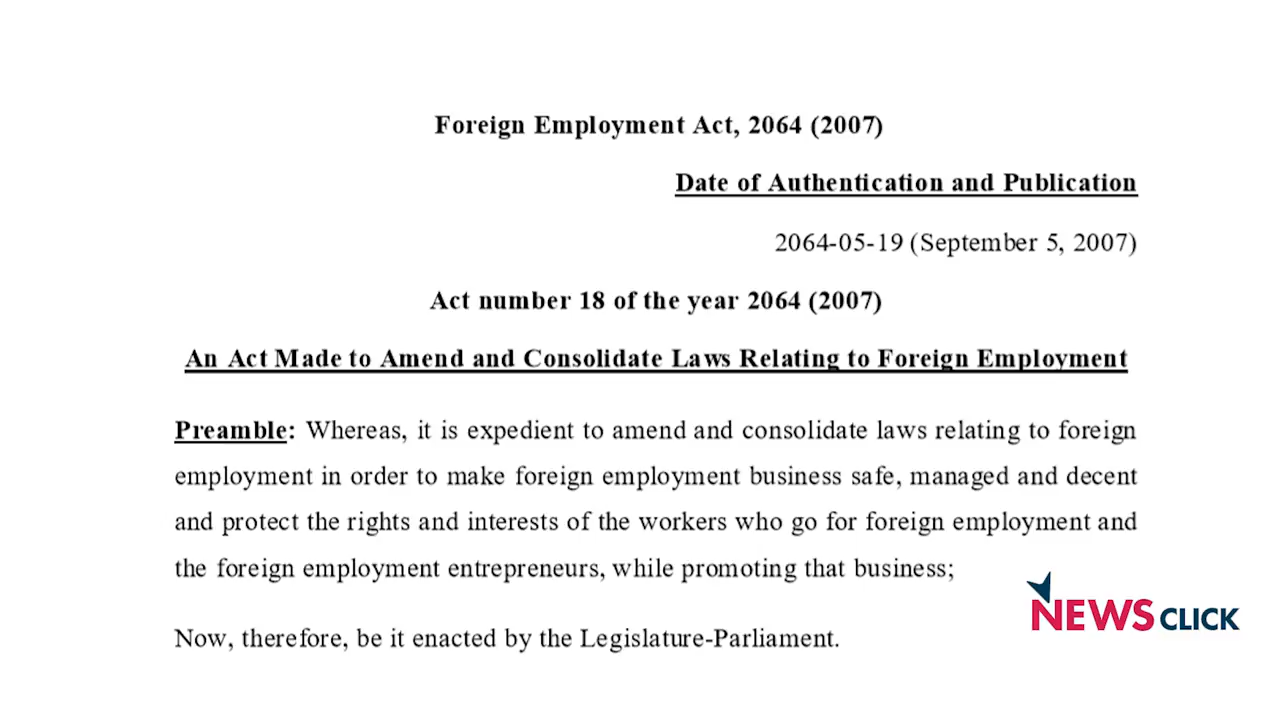 Foreign Employment Act, 2064 (2007)
Date of Authentication and Publication
2064-05-19 (September 5, 2007)
Act number 18 of the year 2064 (2007)
An Act Made to Amend and Consolidate Laws Relating to Foreign Employment
Preamble: Whereas, it is expedient to amend and consolidate laws relating to foreign
employment in order to make foreign employment business safe, managed and decent
and protect the rights and interests of the workers who go for foreign employment and
the foreign employment entrepreneurs, while promoting that business;
NEWSCLICK
Now, therefore, be it enacted by the Legislature-Parliament.